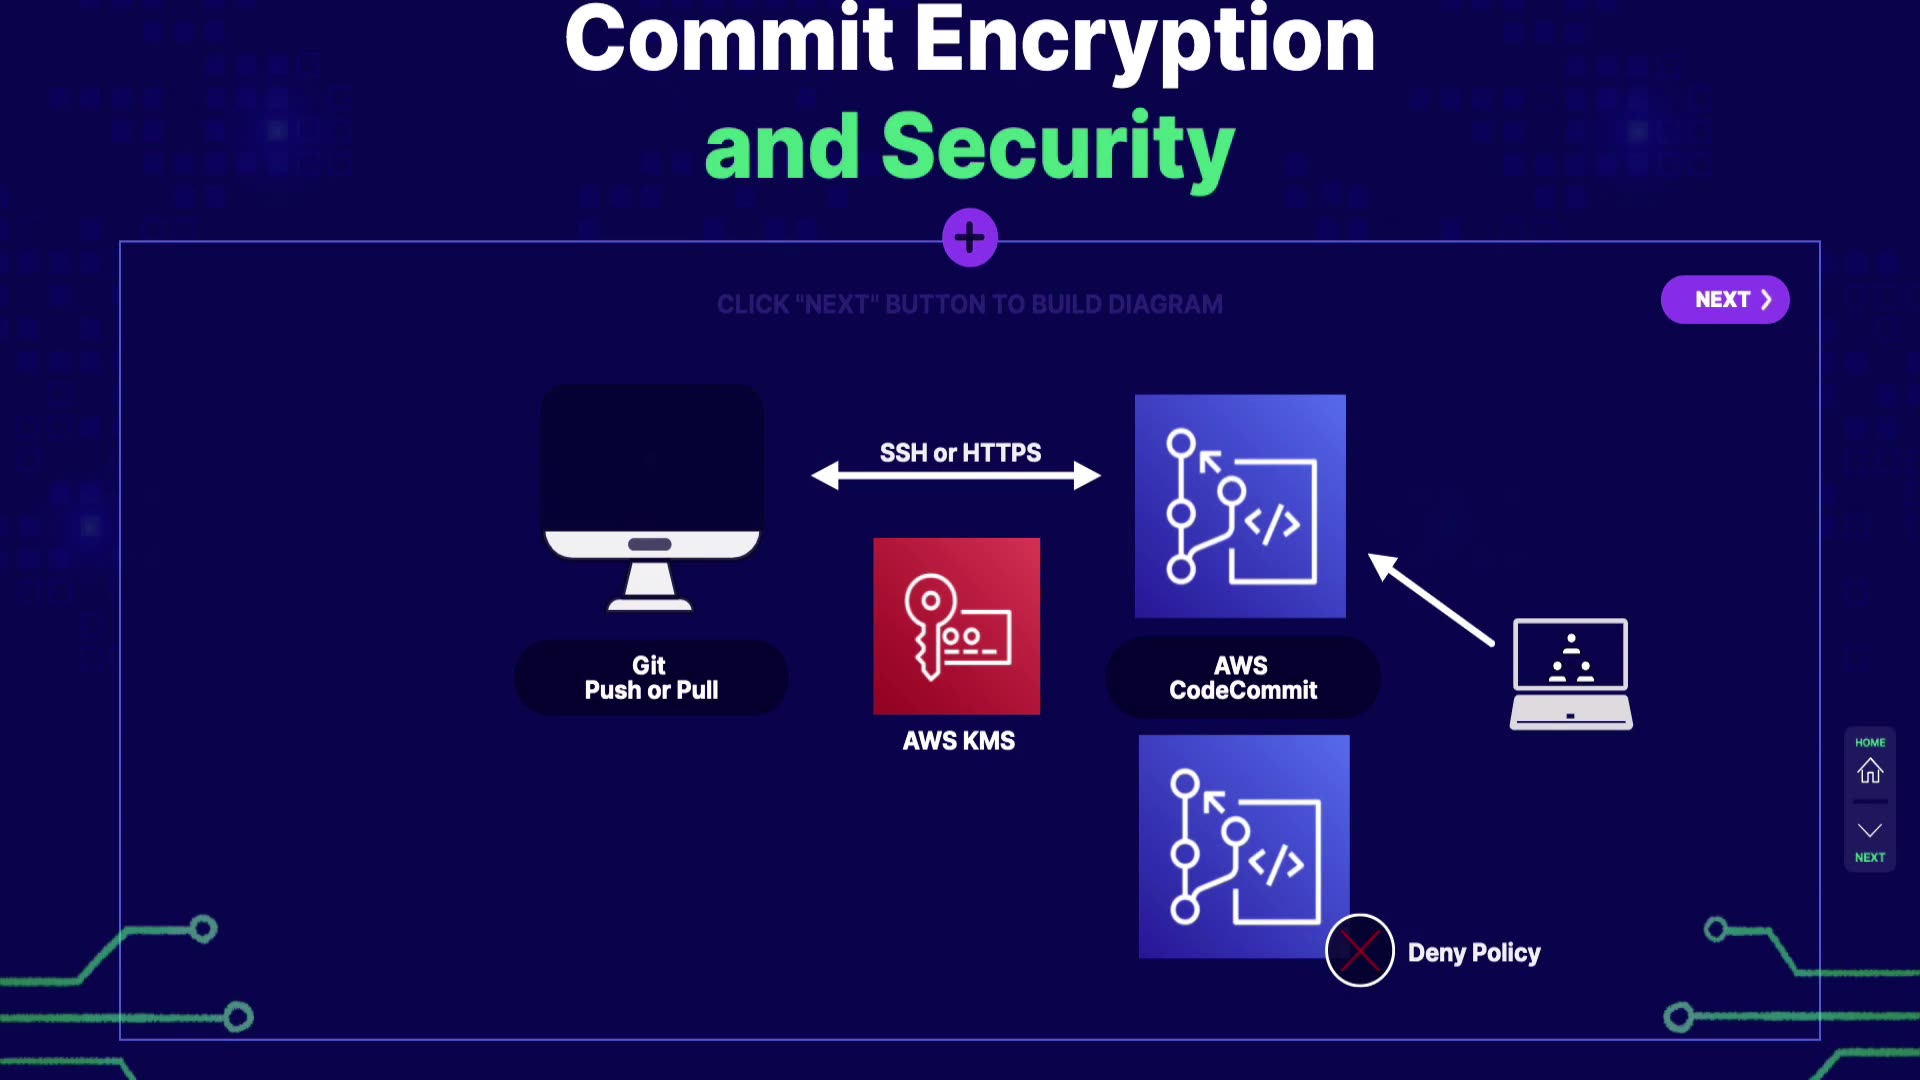 Commit Encryption
and Security
CLICK "NEXT" BUTTON TO BUILD DIAGRAM
NEXT
SSH or HTTPS
Git
Push or Pull
AWS KMS
AWS
CodeCommit
HOME
NEXT
Deny Policy